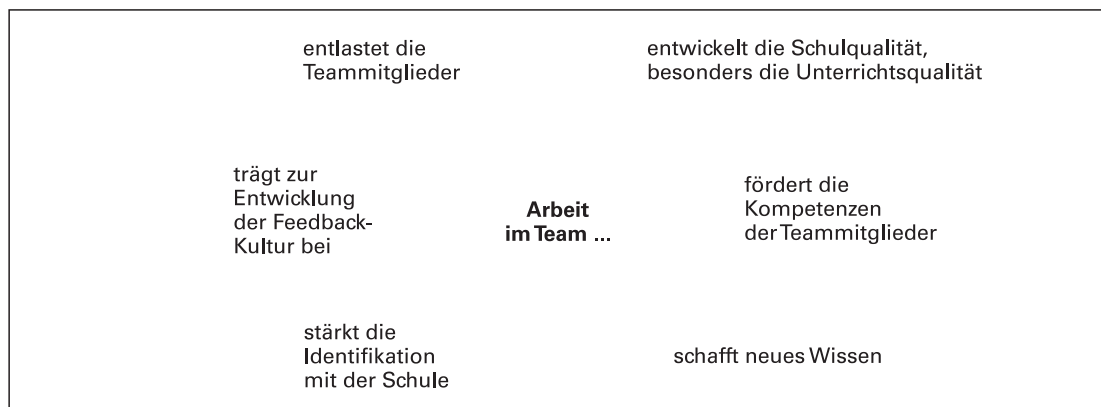 entlastet die
Teammitglieder
entwickelt die Schulqualität,
besonders die Unterrichtsqualität
trägt zur
Entwicklung
der Feedback-
Kultur bei
Arbeit
im Team ...
fördert die
Kompetenzen
der Teammitglieder
stärkt die
Identifikation
mit der Schule
schafft neues Wissen